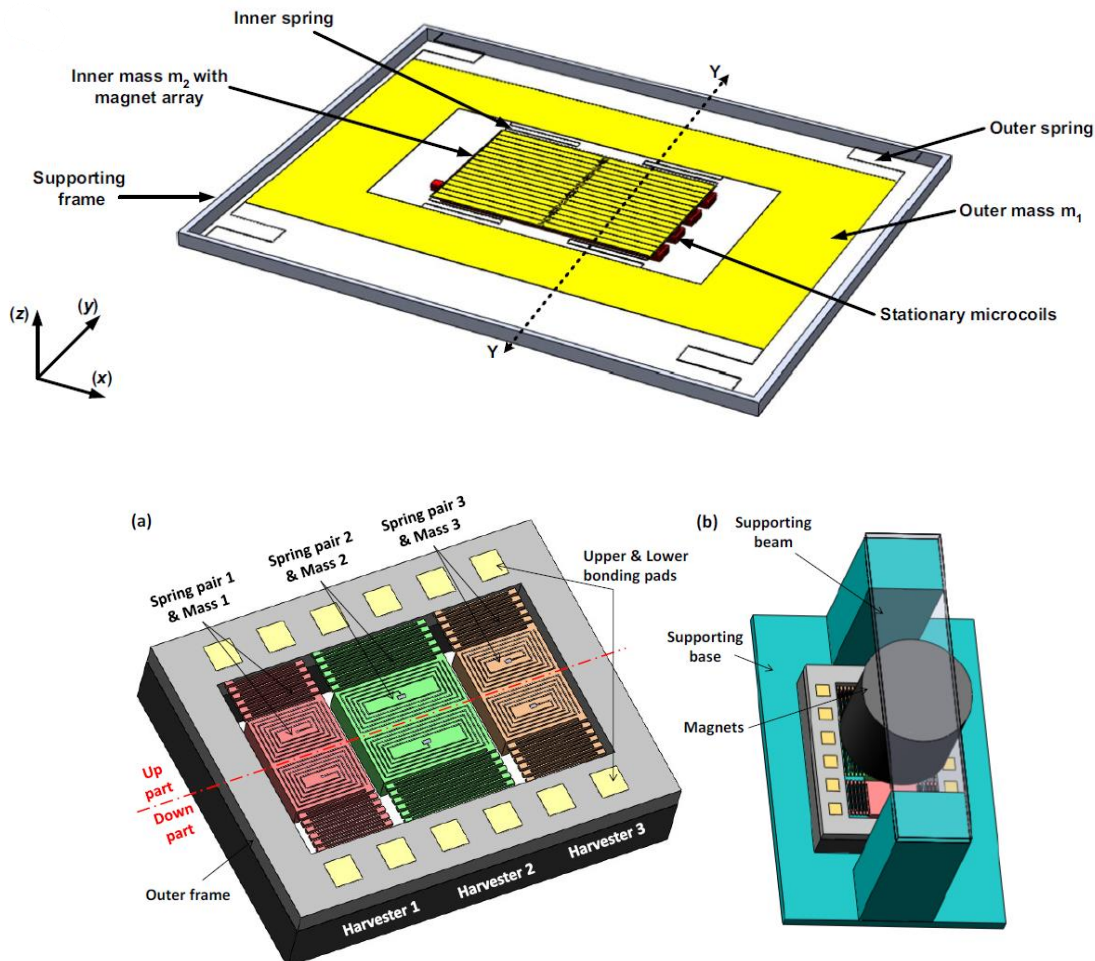 Inner spring
Inner mass m2 with
magnet array
Y
Outer spring
Supporting
frame
Outer mass m1
Stationary microcoils
Y
(z)
(y)
(x)
(a)
Spring pair 1
& Mass 1
Spring pair 2
& Mass 2
Spring pair 3
& Mass 3
Upper & Lower
bonding pads
Up
part
Down
part
Outer frame
Harvester 1
Harvester 2
Harvester 3
(b)
Supporting
beam
Supporting
base
Magnets